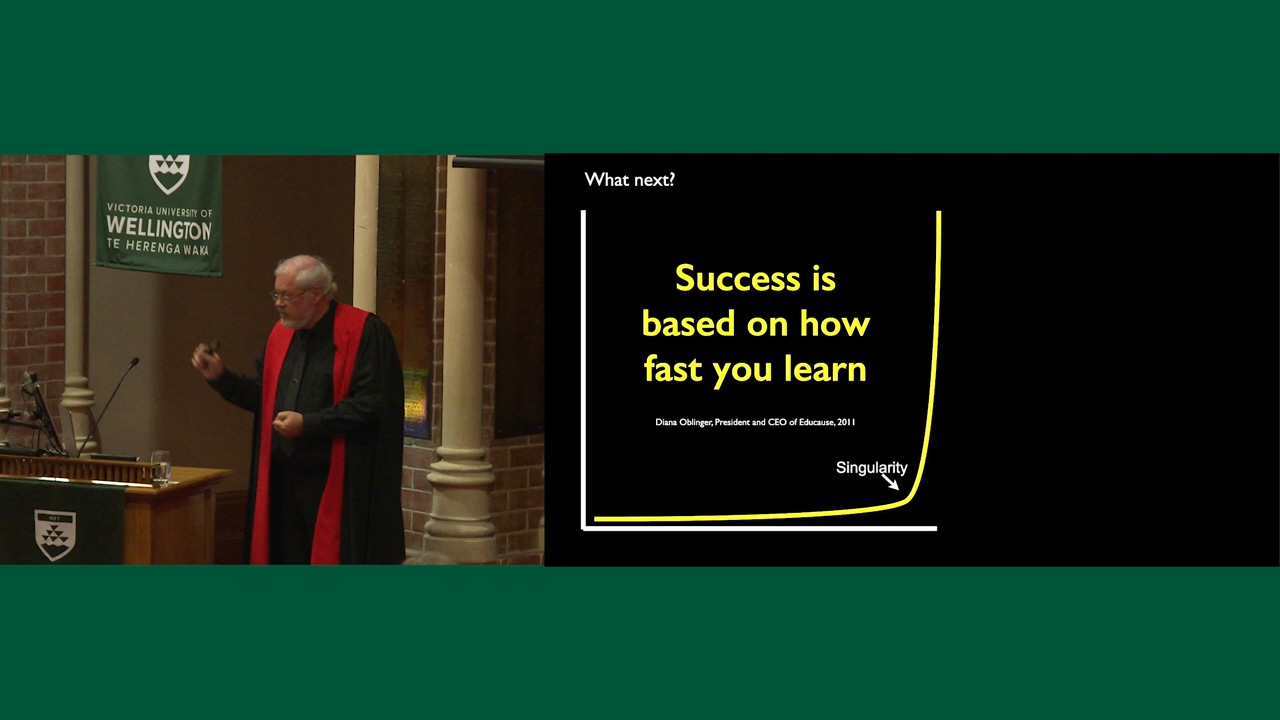 VICTORIA UNIVERSITY OF
WELLINGTON
TE HERENGA WAKA
What next?
Success is
based on how
fast you learn
Diana Oblinger, President and CEO of Educause, 2011
Singularity